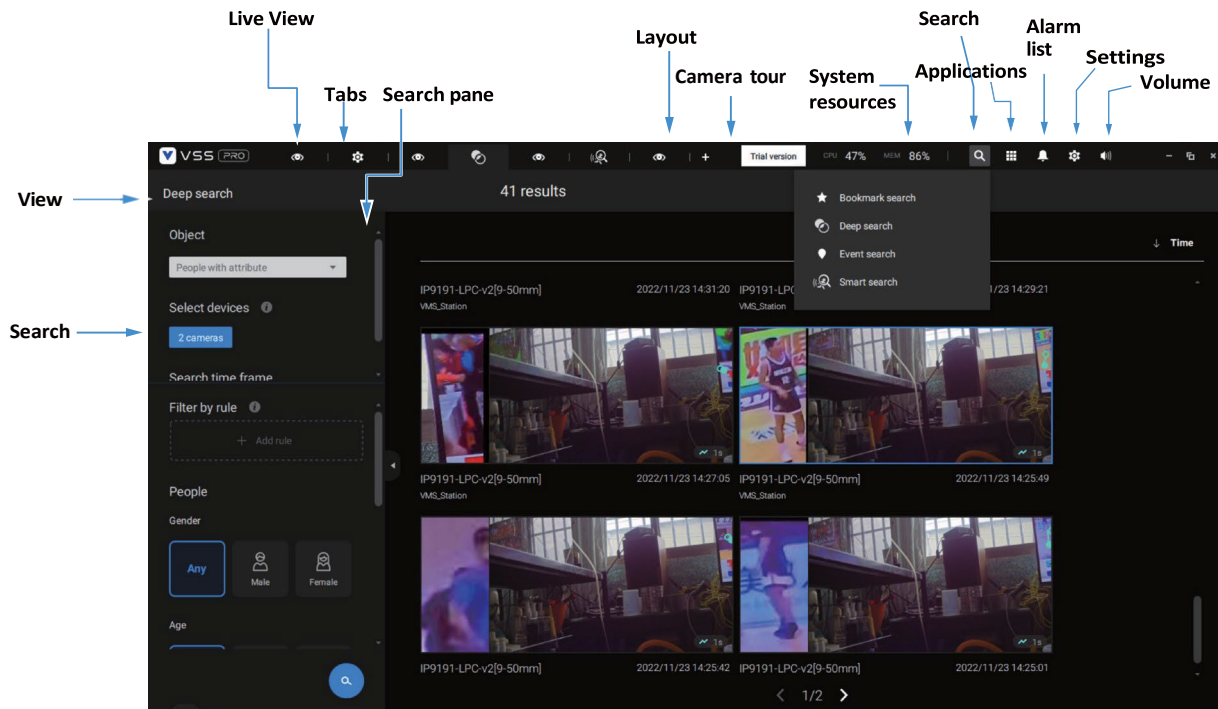 Live View
Search
Alarm
list
Layout
Settings
Camera tour
System
resources
Applications
Volume
Tabs
Search pane
VSS PRO
+
Trial version
CPU 47%
MEM 86%
View
Deep search
41 results
Bookmark search
Deep search
Event search
Smart search
↓ Time
Object
People with attribute
Select devices
2 cameras
Search
Search time frame
Filter by rule
+ Add rule
People
Gender
Any
Male
Female
Age
IP9191-LPC-v2[9-50mm] 2022/11/23 14:31:20
VMS_Station
IP9191-LPC
14:29:21
VMS_Station
1s
1s
IP9191-LPC-v2[9-50mm] 2022/11/23 14:27:05
VMS_Station
IP9191-LPC-v2[9-50mm] 2022/11/23 14:25:49
VMS_Station
1s
1s
IP9191-LPC-v2[9-50mm] 2022/11/23 14:25:42
IP9191-LPC-v2[9-50mm] 2022/11/23 14:25:01
1/2